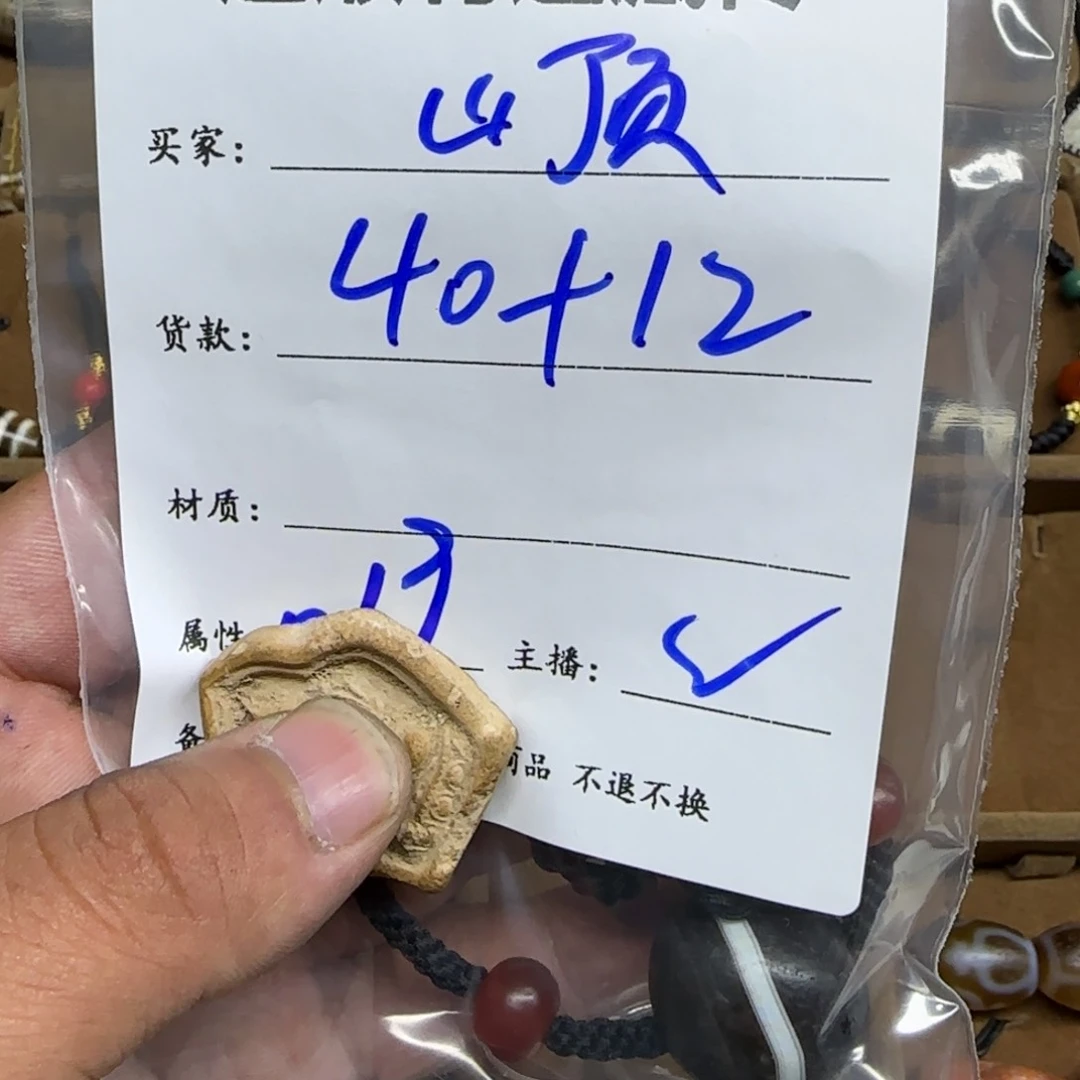 买家: 山顶
货款: 40+12
材质:
属性 主播: ✓
商品 不退不换